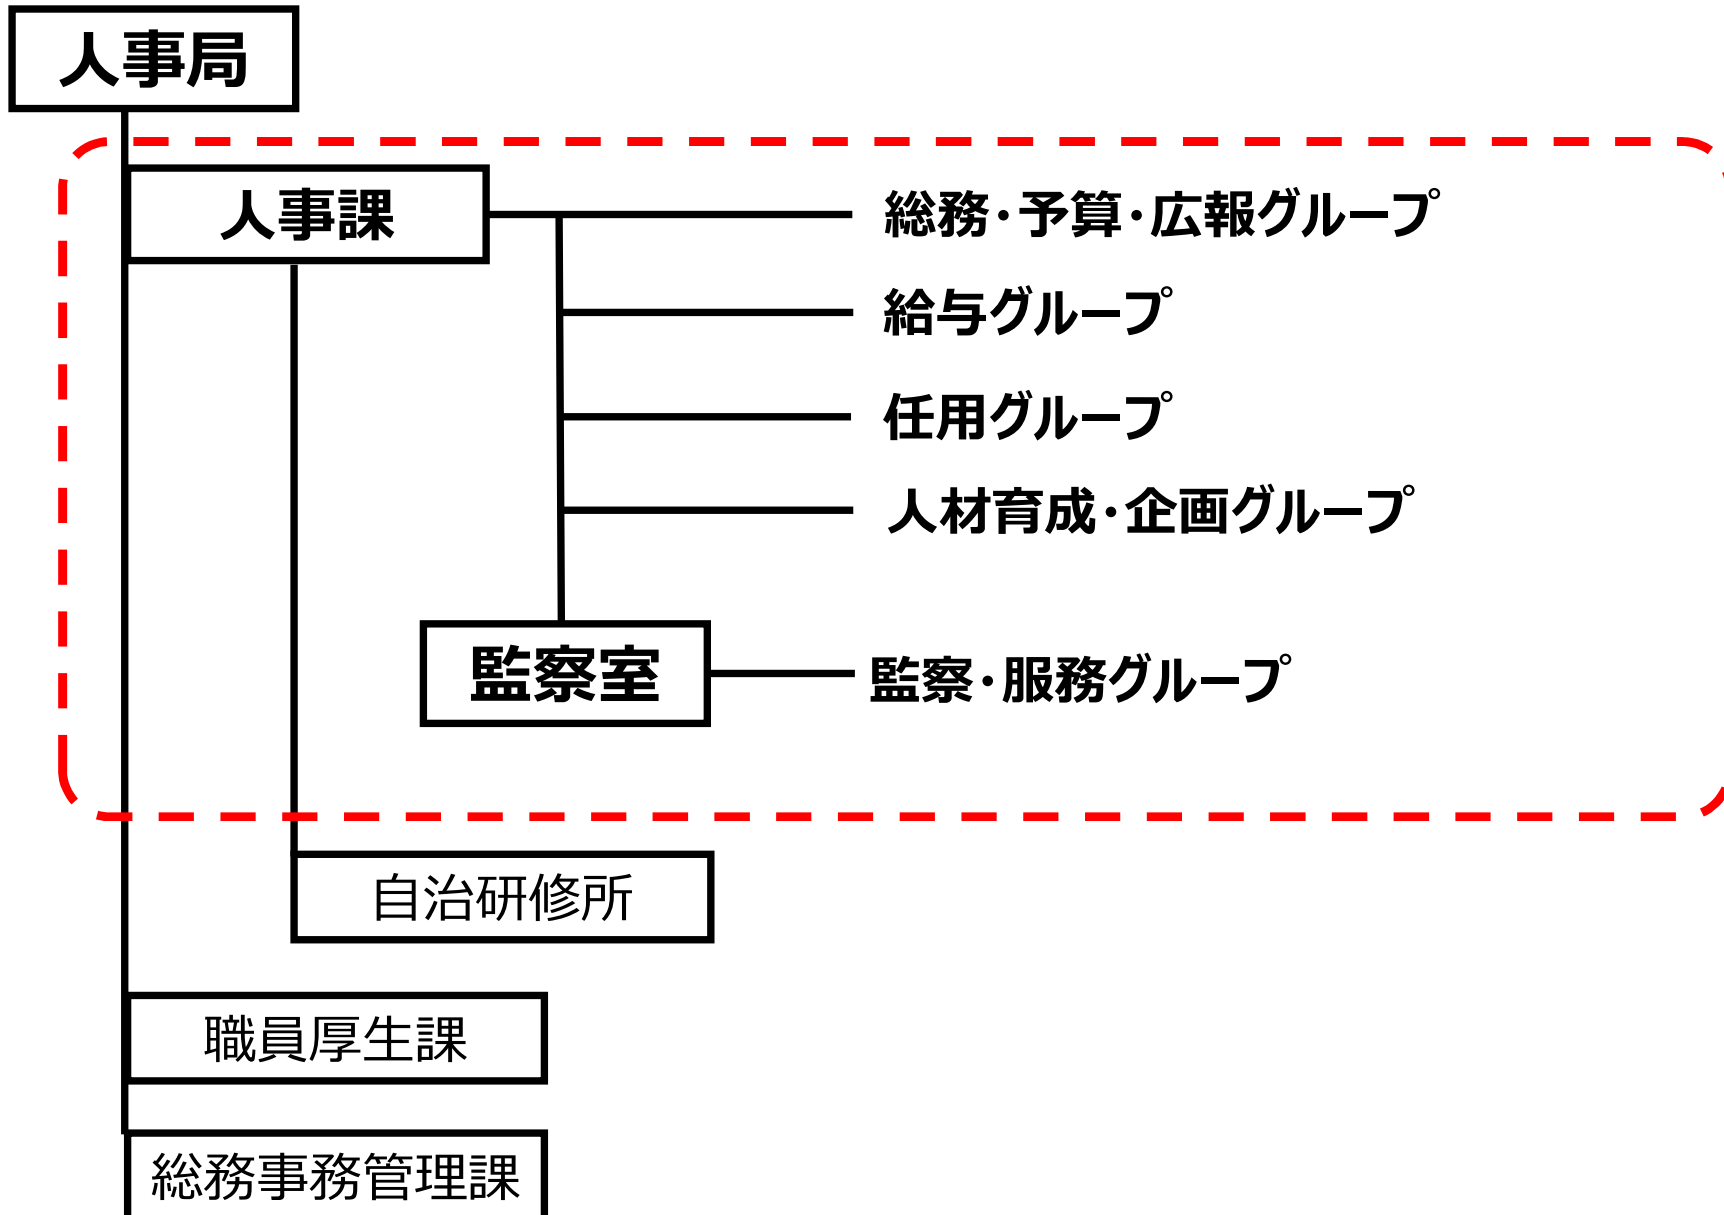 人事局
人事課
総務・予算・広報グループ
給与グループ
任用グループ
人材育成・企画グループ
監察室
監察・服務グループ
自治研修所
職員厚生課
総務事務管理課